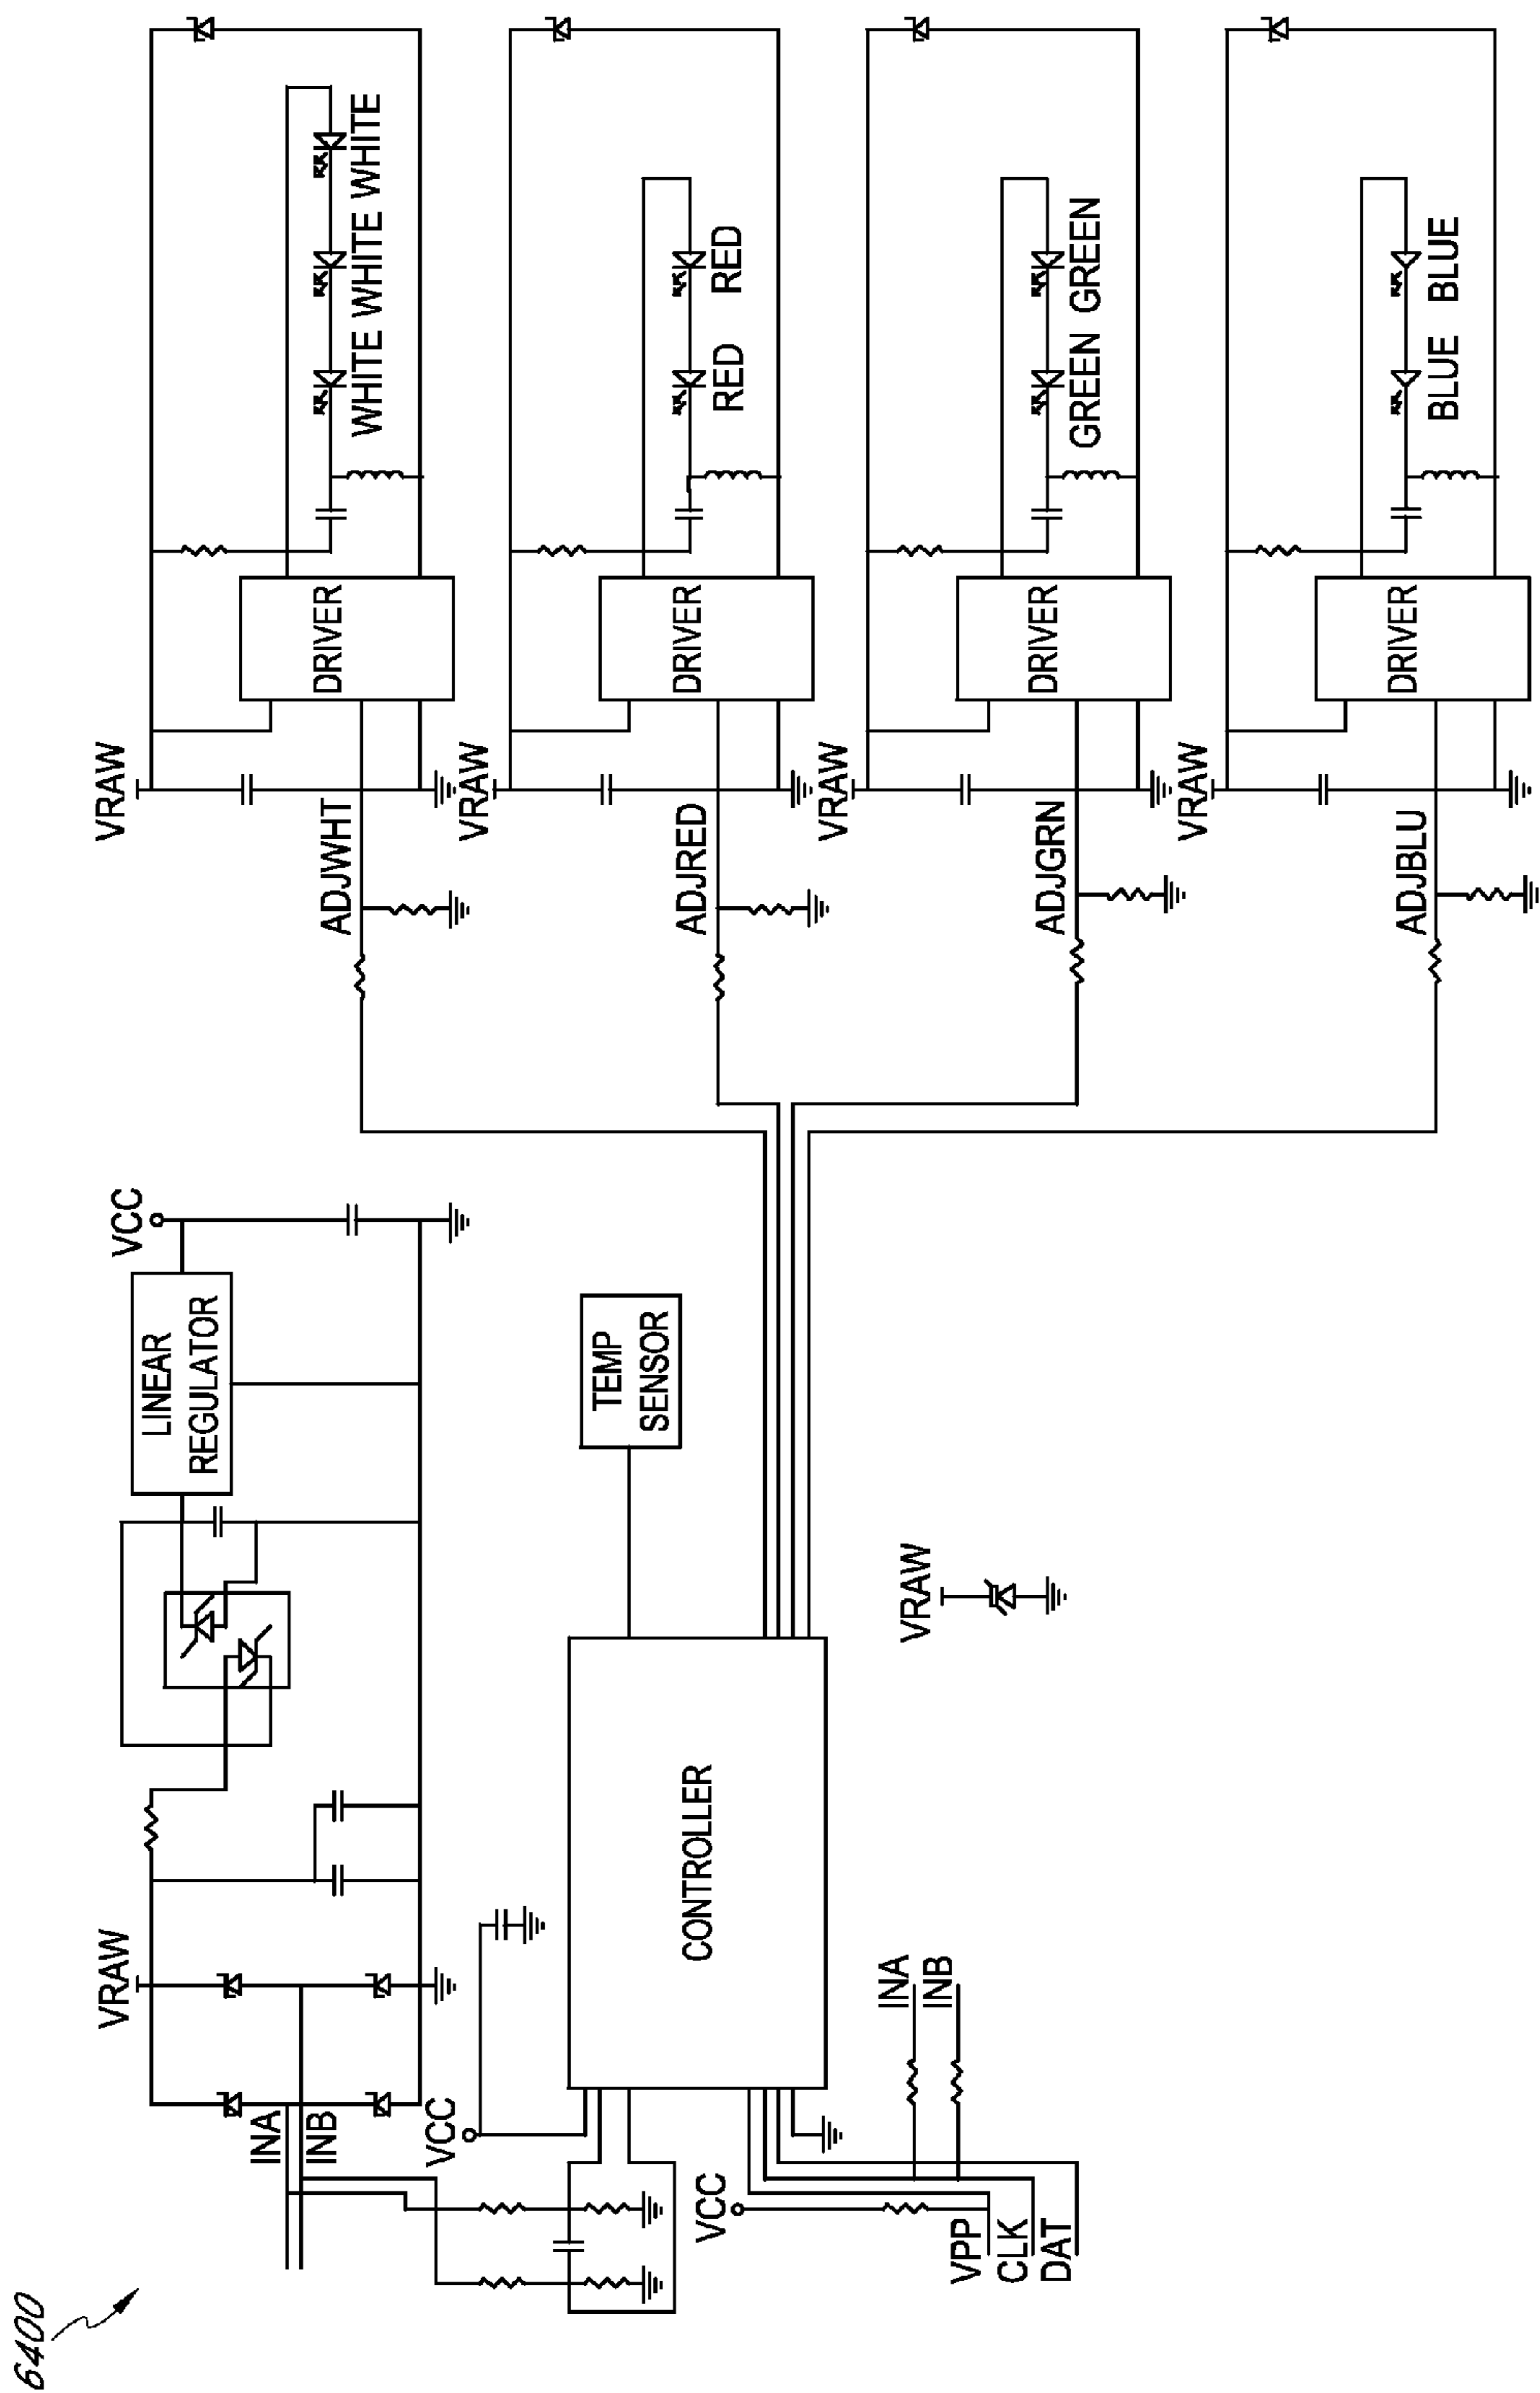 6400
VRAW
INA
INB
LINEAR
REGULATOR
VCC
VCC
CONTROLLER
TEMP
SENSOR
VCC
VPP
CLK
DAT
INA
INB
VRAW
VRAW
ADJWHT
DRIVER
WHITE WHITE WHITE
VRAW
ADJRED
DRIVER
RED RED
VRAW
ADJGRN
DRIVER
GREEN GREEN
VRAW
ADJBLU
DRIVER
BLUE BLUE